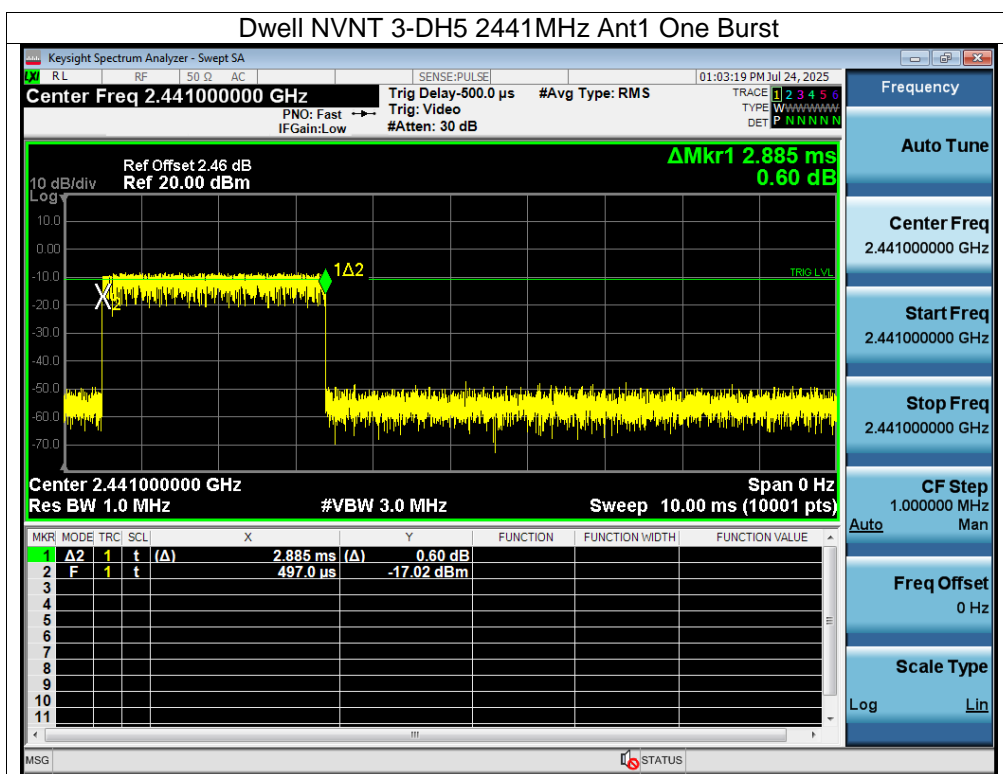 Dwell NVNT 3-DH5 2441MHz Ant1 One Burst
Keysight Spectrum Analyzer - Swept SA
LXI RL RF 50 Ω AC SENSE:PULSE 01:03:19 PM Jul 24, 2025
Center Freq 2.441000000 GHz
PNO: Fast
IFGain:Low
Trig Delay-500.0 µs
Trig: Video
#Atten: 30 dB
#Avg Type: RMS
TRACE 1 2 3 4 5 6
TYPE WWWWWWW
DET P N N N N N
ΔMkr1 2.885 ms
0.60 dB
Ref Offset 2.46 dB
10 dB/div Ref 20.00 dBm
Log
10.0
0.00
-10.0
-20.0
-30.0
-40.0
-50.0
-60.0
-70.0
1Δ2
2
TRIG LVL
Center 2.441000000 GHz Span 0 Hz
Res BW 1.0 MHz #VBW 3.0 MHz Sweep 10.00 ms (10001 pts)
MKR MODE TRC SCL X Y FUNCTION FUNCTION WIDTH FUNCTION VALUE
1 Δ2 1 t (Δ) 2.885 ms (Δ) 0.60 dB
2 F 1 t 497.0 µs -17.02 dBm
3
4
5
6
7
8
9
10
11
MSG STATUS
Frequency
Auto Tune
Center Freq
2.441000000 GHz
Start Freq
2.441000000 GHz
Stop Freq
2.441000000 GHz
CF Step
1.000000 MHz
Auto Man
Freq Offset
0 Hz
Scale Type
Log Lin